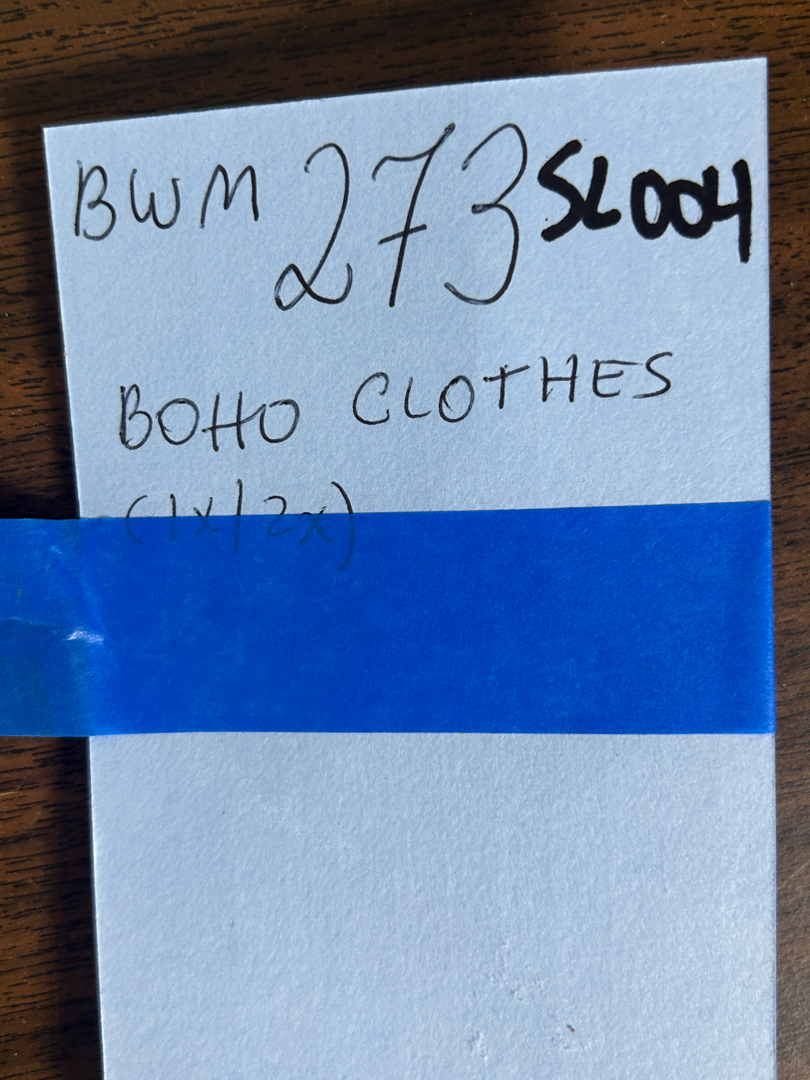 BWM 273 SL004
BOHO CLOTHES
(1x/2x)